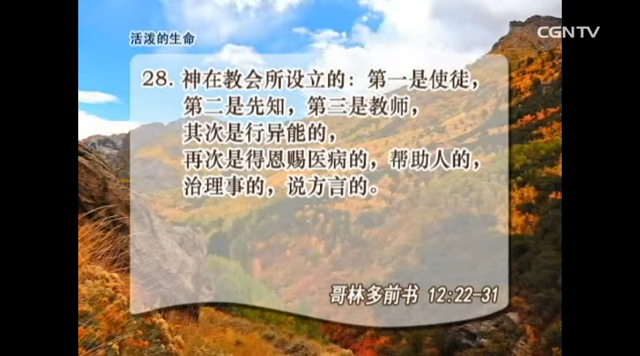 CGNTV
活泼的生命
28. 神在教会所设立的：第一是使徒，
第二是先知，第三是教师，
其次是行异能的，
再次是得恩赐医病的，帮助人的，
治理事的，说方言的。
哥林多前书 12:22-31